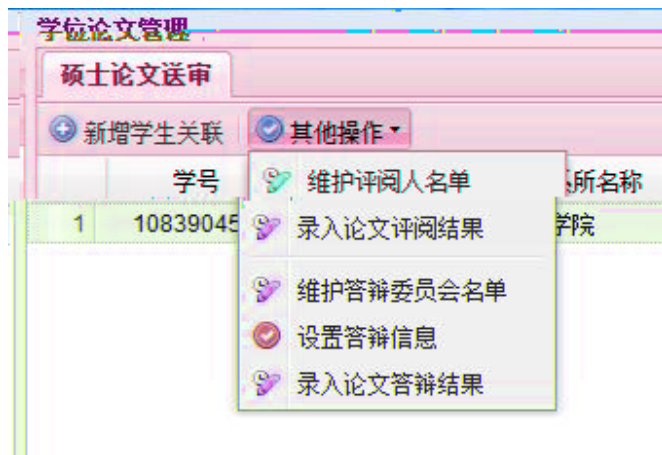 学位论文管理
硕士论文送审
新增学生关联 其他操作
学号 所名称
1 10839045 学院
维护评阅人名单
录入论文评阅结果
维护答辩委员会名单
设置答辩信息
录入论文答辩结果